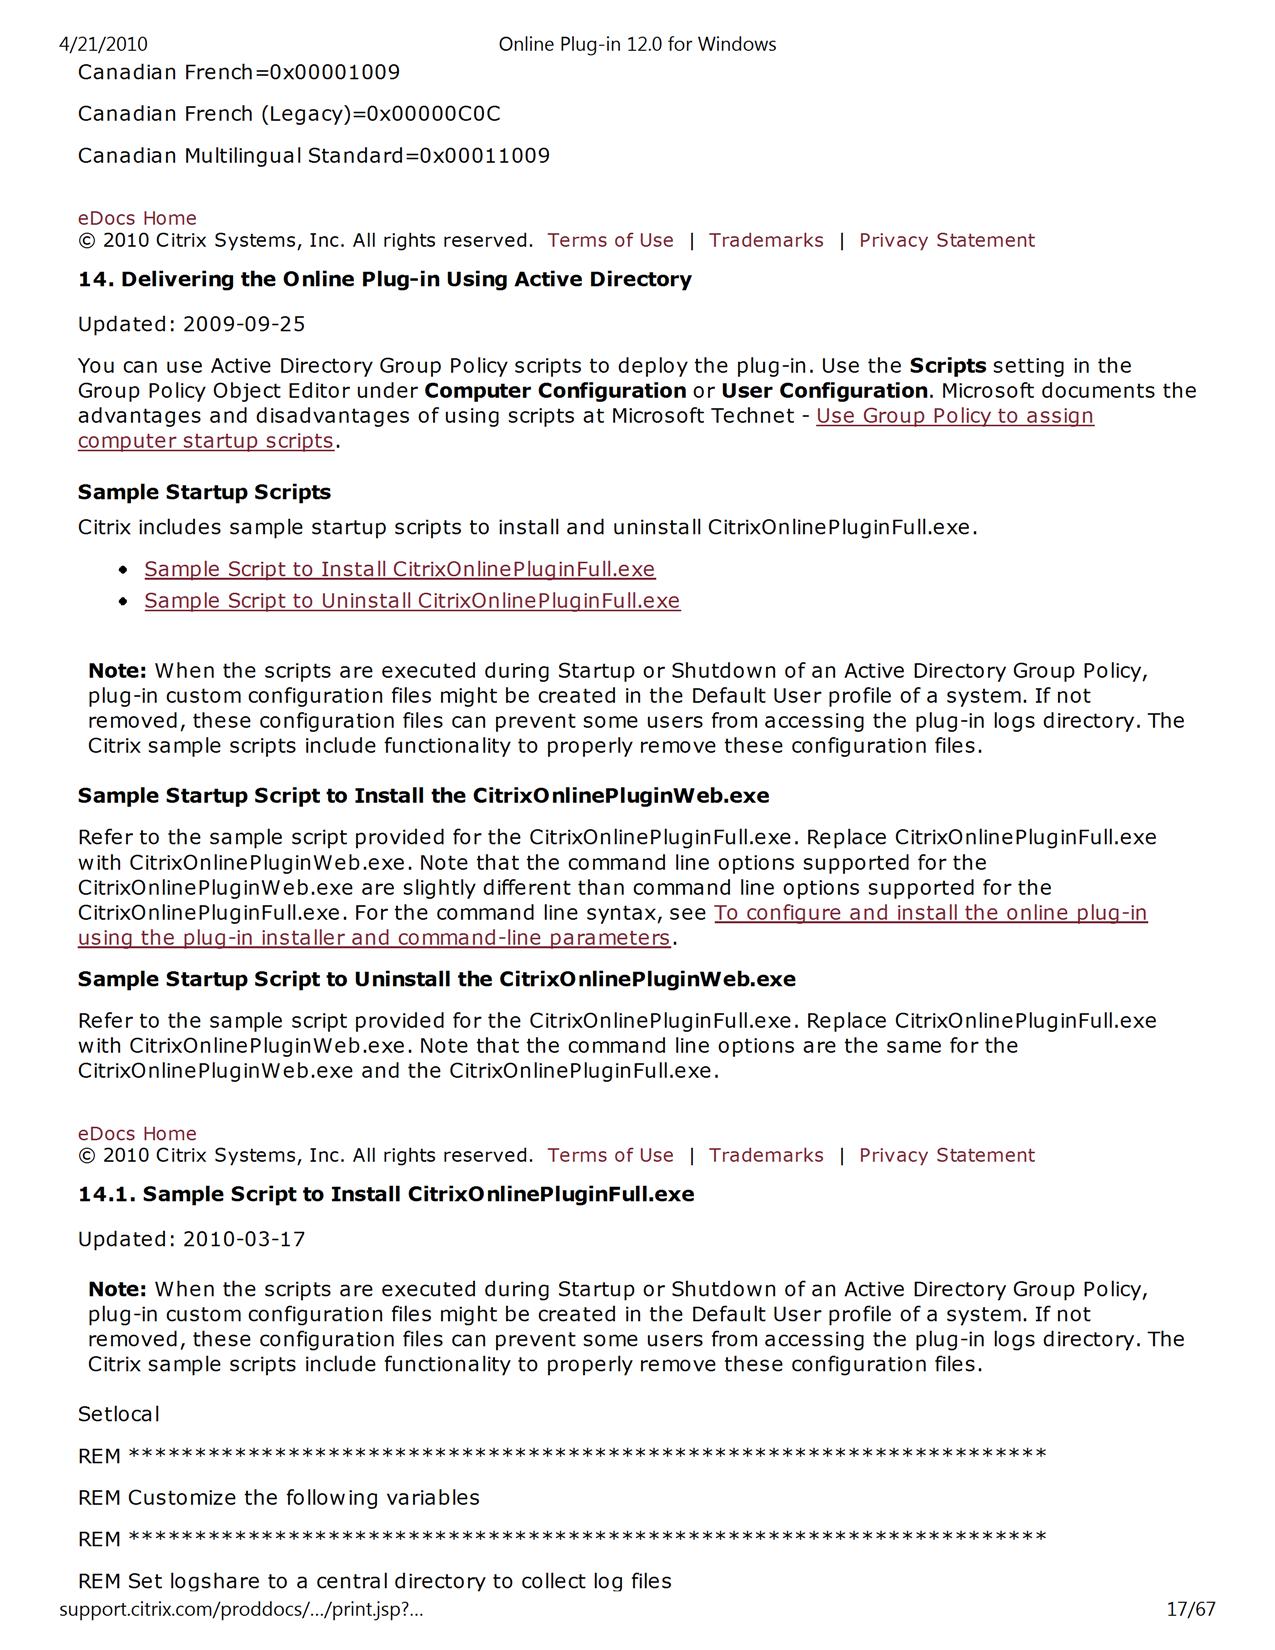 4/21/2010 Online Plug-in 12.0 for Windows
Canadian French=0x00001009
Canadian French (Legacy)=0x00000C0C
Canadian Multilingual Standard=0x00011009
eDocs Home
© 2010 Citrix Systems, Inc. All rights reserved. Terms of Use | Trademarks | Privacy Statement
14. Delivering the Online Plug-in Using Active Directory
Updated: 2009-09-25
You can use Active Directory Group Policy scripts to deploy the plug-in. Use the Scripts setting in the
Group Policy Object Editor under Computer Configuration or User Configuration. Microsoft documents the
advantages and disadvantages of using scripts at Microsoft Technet - Use Group Policy to assign
computer startup scripts.
Sample Startup Scripts
Citrix includes sample startup scripts to install and uninstall CitrixOnlinePluginFull.exe.
• Sample Script to Install CitrixOnlinePluginFull.exe
• Sample Script to Uninstall CitrixOnlinePluginFull.exe
Note: When the scripts are executed during Startup or Shutdown of an Active Directory Group Policy,
plug-in custom configuration files might be created in the Default User profile of a system. If not
removed, these configuration files can prevent some users from accessing the plug-in logs directory. The
Citrix sample scripts include functionality to properly remove these configuration files.
Sample Startup Script to Install the CitrixOnlinePluginWeb.exe
Refer to the sample script provided for the CitrixOnlinePluginFull.exe. Replace CitrixOnlinePluginFull.exe
with CitrixOnlinePluginWeb.exe. Note that the command line options supported for the
CitrixOnlinePluginWeb.exe are slightly different than command line options supported for the
CitrixOnlinePluginFull.exe. For the command line syntax, see To configure and install the online plug-in
using the plug-in installer and command-line parameters.
Sample Startup Script to Uninstall the CitrixOnlinePluginWeb.exe
Refer to the sample script provided for the CitrixOnlinePluginFull.exe. Replace CitrixOnlinePluginFull.exe
with CitrixOnlinePluginWeb.exe. Note that the command line options are the same for the
CitrixOnlinePluginWeb.exe and the CitrixOnlinePluginFull.exe.
eDocs Home
© 2010 Citrix Systems, Inc. All rights reserved. Terms of Use | Trademarks | Privacy Statement
14.1. Sample Script to Install CitrixOnlinePluginFull.exe
Updated: 2010-03-17
Note: When the scripts are executed during Startup or Shutdown of an Active Directory Group Policy,
plug-in custom configuration files might be created in the Default User profile of a system. If not
removed, these configuration files can prevent some users from accessing the plug-in logs directory. The
Citrix sample scripts include functionality to properly remove these configuration files.
Setlocal
REM *********************************************************************
REM Customize the following variables
REM *********************************************************************
REM Set logshare to a central directory to collect log files
support.citrix.com/proddocs/.../print.jsp?... 17/67